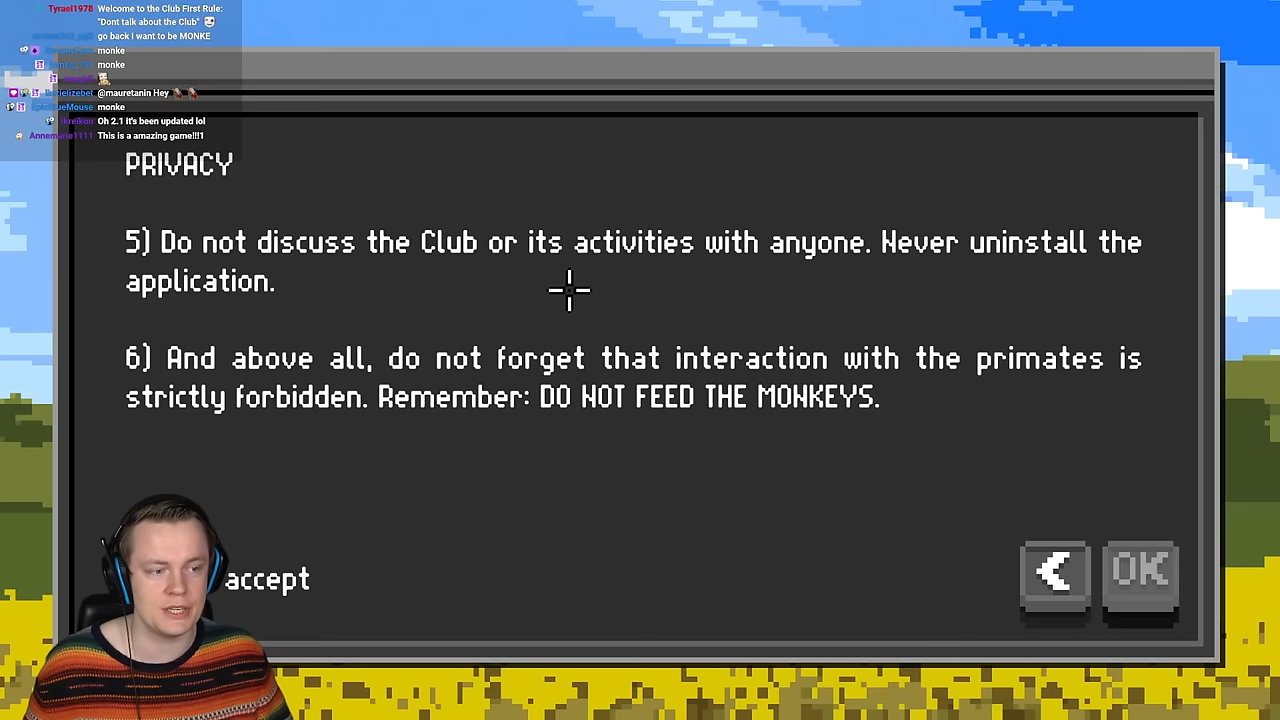 Tyrael1978 Welcome to the Club First Rule:
"Dont talk about the Club"
go back I want to be MONKE
monke
monke
@mauretanin Hey
monke
Oh 2.1 it's been updated lol
Annemarie1111 This is a amazing game!!!1
PRIVACY
5) Do not discuss the Club or its activities with anyone. Never uninstall the
application.
6) And above all, do not forget that interaction with the primates is
strictly forbidden. Remember: DO NOT FEED THE MONKEYS.
accept
OK